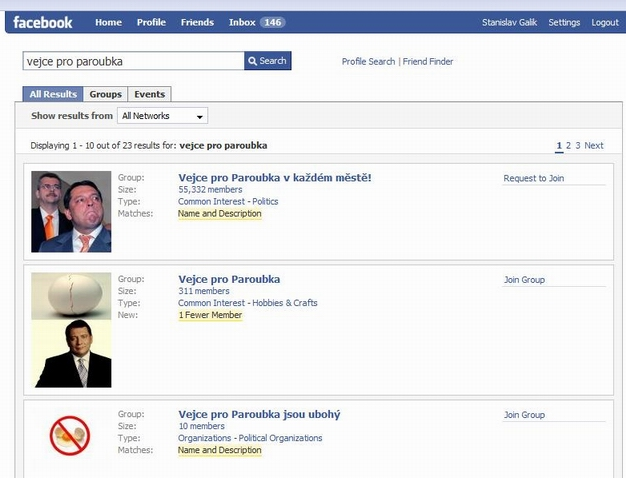 facebook Home Profile Friends Inbox 146 Stanislav Galik Settings Logout
vejce pro paroubka Search Profile Search | Friend Finder
All Results Groups Events
Show results from All Networks
Displaying 1 - 10 out of 23 results for: vejce pro paroubka 1 2 3 Next
Group: Vejce pro Paroubka v každém městě! Request to Join
Size: 55,332 members
Type: Common Interest - Politics
Matches: Name and Description
Group: Vejce pro Paroubka Join Group
Size: 311 members
Type: Common Interest - Hobbies & Crafts
New: 1 Fewer Member
Group: Vejce pro Paroubka jsou ubohý Join Group
Size: 10 members
Type: Organizations - Political Organizations
Matches: Name and Description